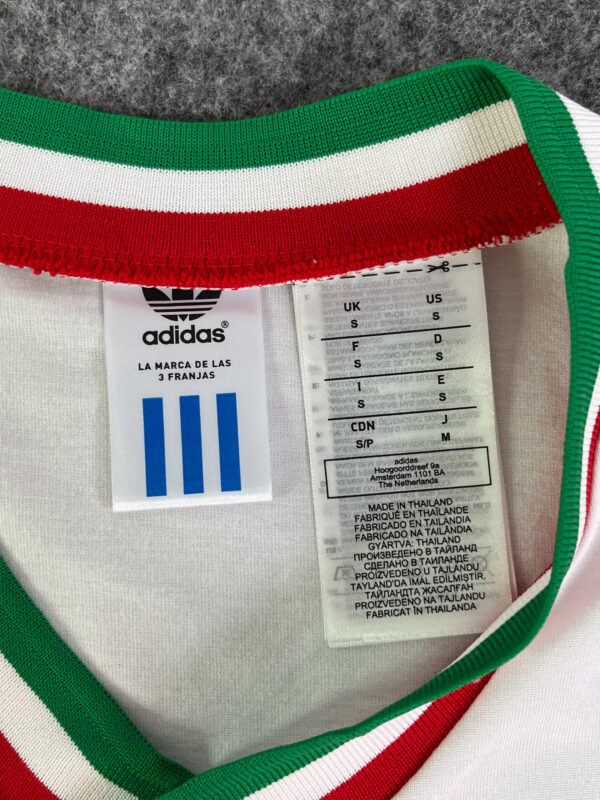 adidas®
LA MARCA DE LAS
3 FRANJAS
UK US
S S
F D
S S
I E
S S
CDN J
S/P M
adidas
Hoogoorddreef 9a
Amsterdam 1101 BA
The Netherlands
MADE IN THAILAND
FABRIQUÉ EN THAÏLANDE
FABRICADO EN TAILANDIA
FABRICADO NA TAILÂNDIA
GYÁRTVA: THAILAND
ПРОИЗВЕДЕНО В ТАЙЛАНД
СДЕЛАНО В ТАИЛАНДЕ
PROIZVEDENO U TAJLANDU
TAYLAND'DA İMAL EDİLMİŞTİR.
ТАЙЛАНДТА ЖАСАЛҒАН
PROIZVEDENO NA TAJLANDU
FABRICAT ÎN THAILANDA